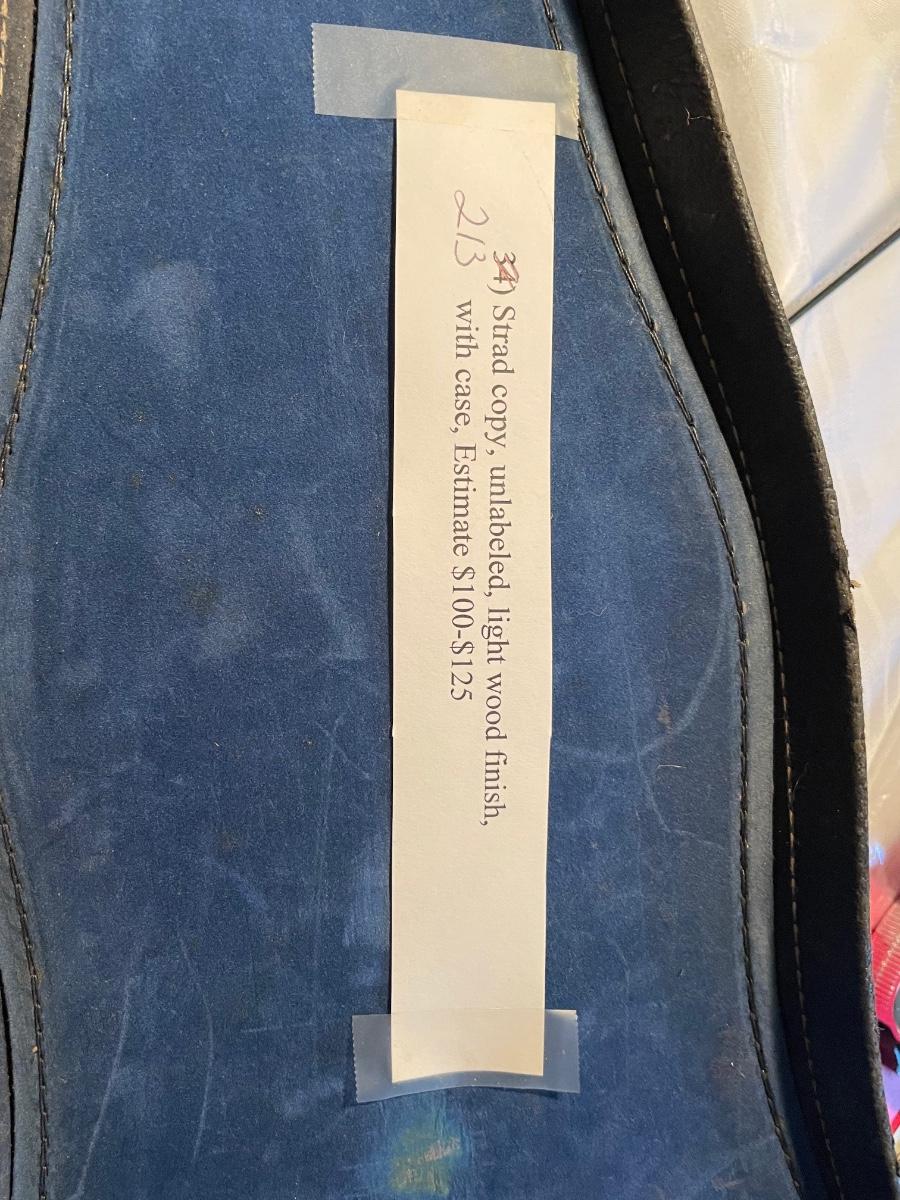 34) Strad copy, unlabeled, light wood finish,
213 with case, Estimate $100-$125